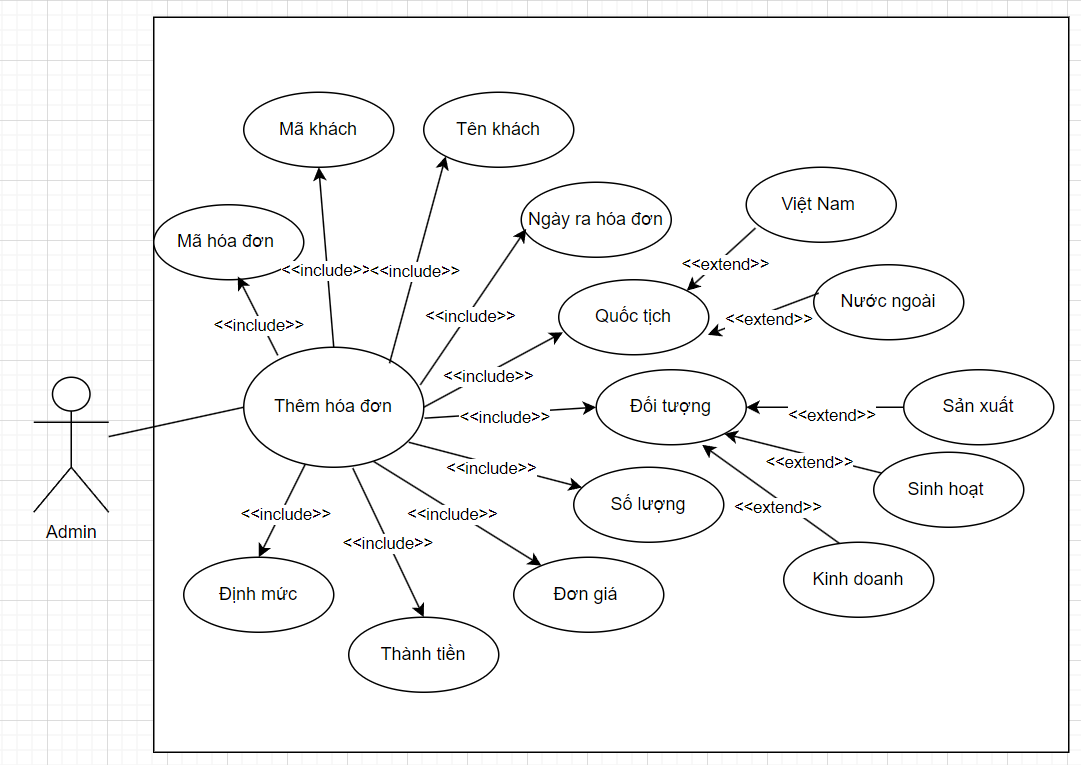 Mã khách
Tên khách
Việt Nam
Ngày ra hóa đơn
Mã hóa đơn
<<extend>>
<<include>>
<<include>>
Nước ngoài
Quốc tịch
<<include>>
<<extend>>
<<include>>
<<include>>
Thêm hóa đơn
Đối tượng
Sản xuất
<<include>>
<<extend>>
<<include>>
<<extend>>
Sinh hoạt
Số lượng
<<extend>>
<<include>>
<<include>>
Admin
<<include>>
Kinh doanh
Định mức
Đơn giá
Thành tiền